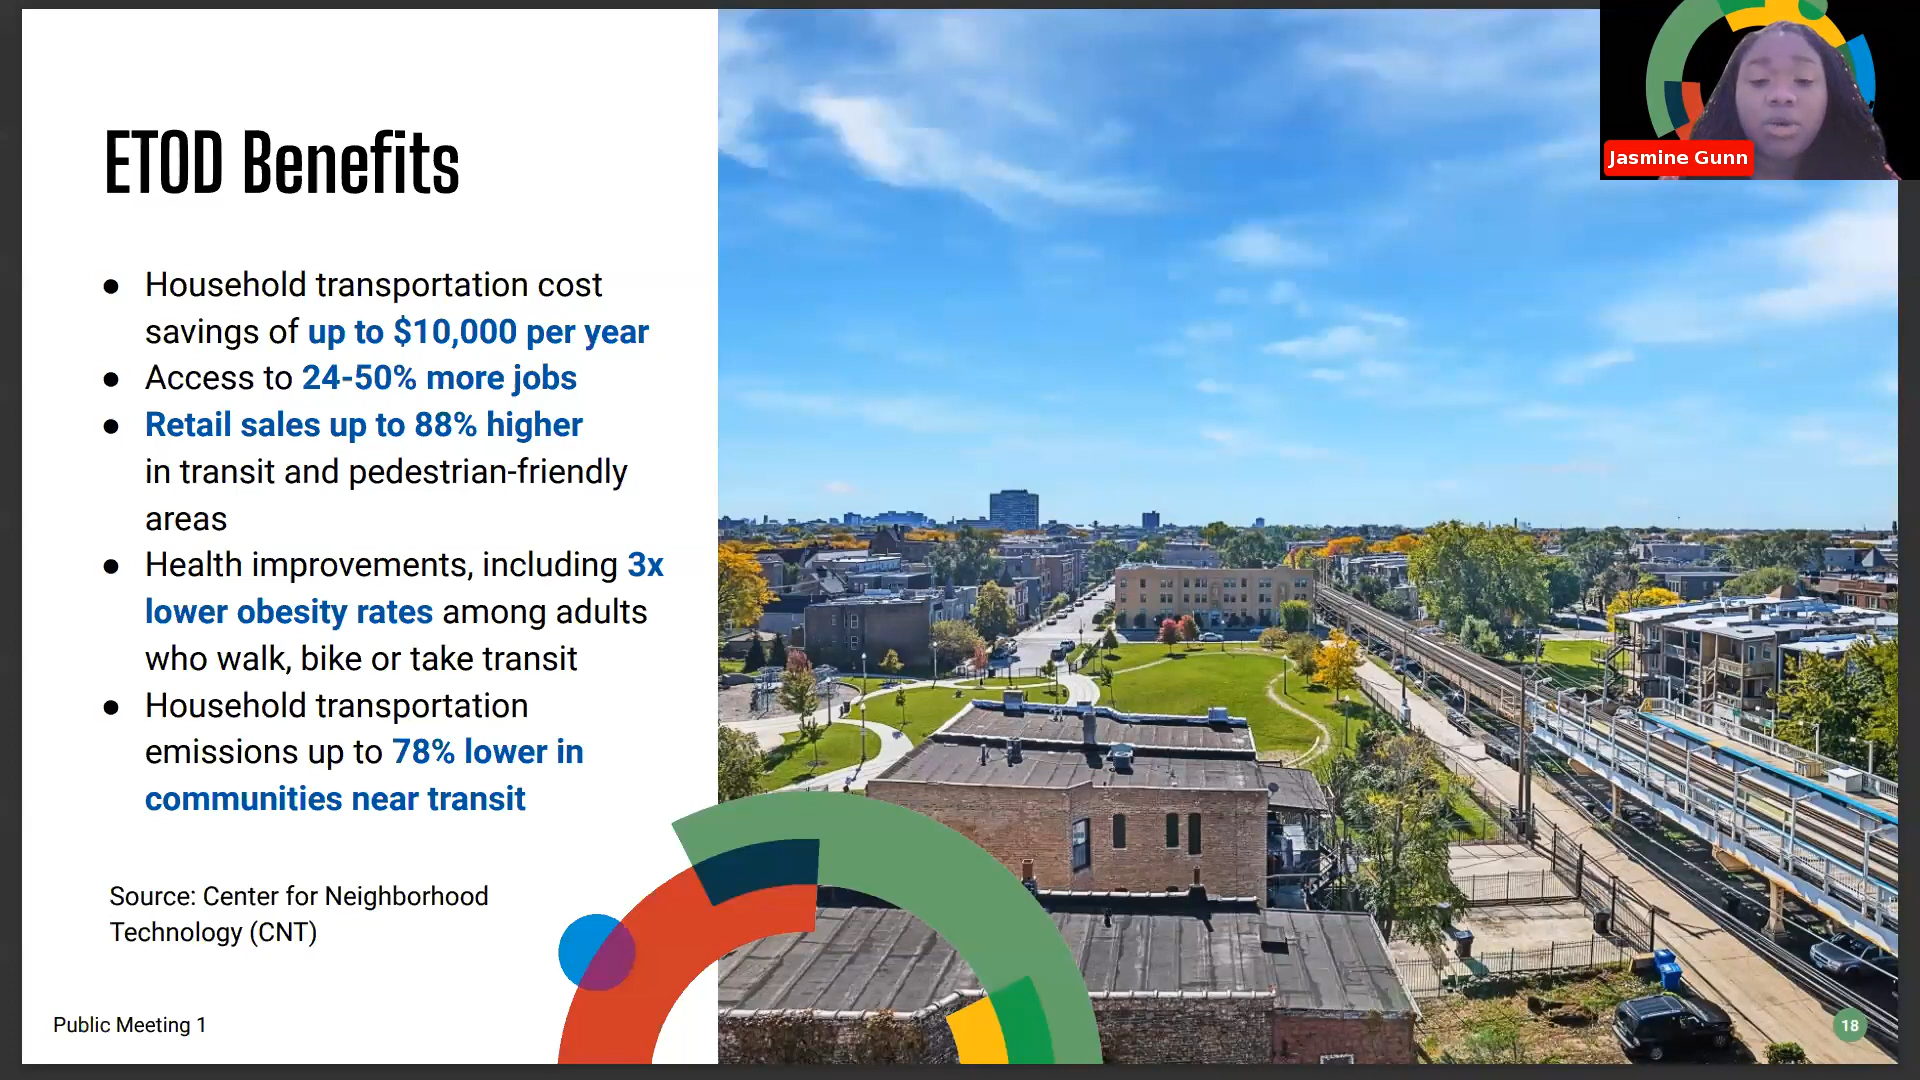 ETOD Benefits
● Household transportation cost
savings of up to $10,000 per year
● Access to 24-50% more jobs
● Retail sales up to 88% higher
in transit and pedestrian-friendly
areas
● Health improvements, including 3x
lower obesity rates among adults
who walk, bike or take transit
● Household transportation
emissions up to 78% lower in
communities near transit
Source: Center for Neighborhood
Technology (CNT)
Public Meeting 1
Jasmine Gunn
18